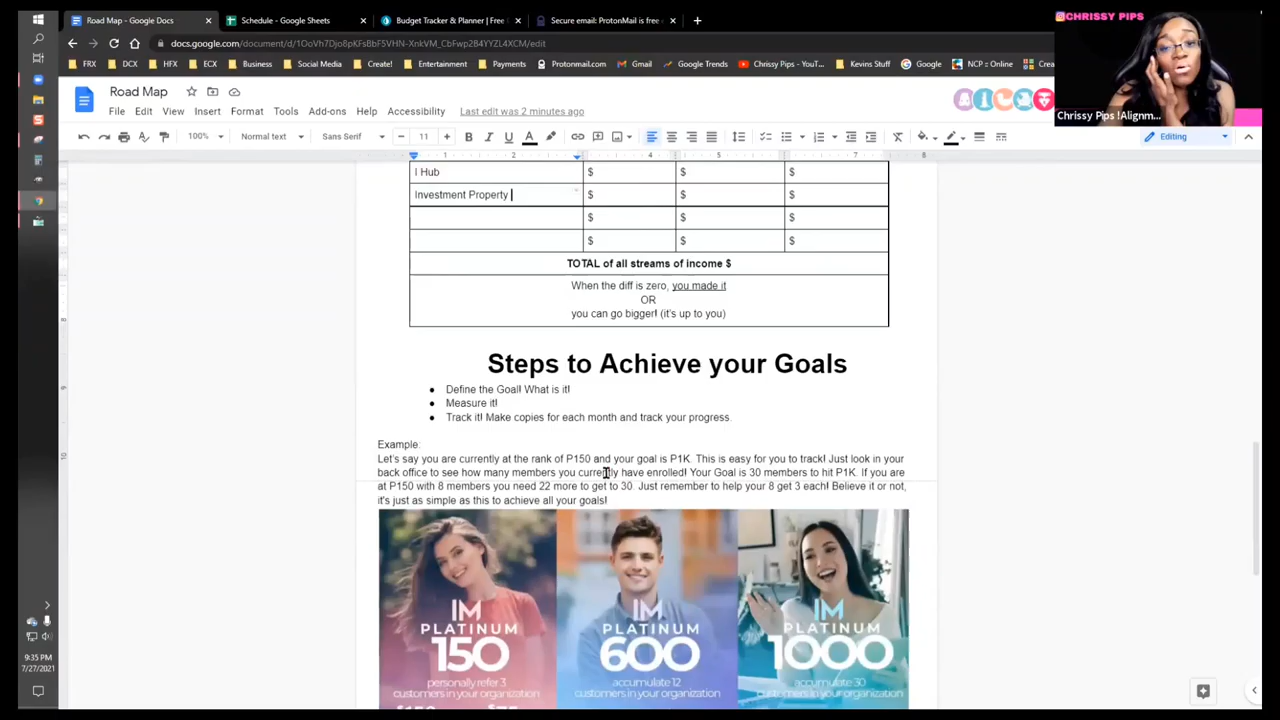 Road Map - Google Docs
Schedule - Google Sheets
Budget Tracker & Planner | Free
Secure email: ProtonMail is free
CHRISSY PIPS
FRX
DCX
HFX
ECX
Business
Social Media
Create!
Entertainment
Payments
Protonmail.com
Gmail
Google Trends
Chrissy Pips - YouT...
Kevins Stuff
Google
NCP :: Online
Crea
Chrissy Pips !Alignm...
Road Map
File Edit View Insert Format Tools Add-ons Help Accessibility
Last edit was 2 minutes ago
100%
Normal text
Sans Serif
11
B I U A
Editing
1 2 4 5 6 7 8
I Hub $ $ $
Investment Property $ $ $
$ $ $
$ $ $
TOTAL of all streams of income $
When the diff is zero, you made it
OR
you can go bigger! (it's up to you)
Steps to Achieve your Goals
● Define the Goal! What is it!
● Measure it!
● Track it! Make copies for each month and track your progress.
Example:
Let's say you are currently at the rank of P150 and your goal is P1K. This is easy for you to track! Just look in your
back office to see how many members you currently have enrolled! Your Goal is 30 members to hit P1K. If you are
at P150 with 8 members you need 22 more to get to 30. Just remember to help your 8 get 3 each! Believe it or not,
it's just as simple as this to achieve all your goals!
IM
PLATINUM
150
personally refer 3
customers in your organization
IM
PLATINUM
600
accumulate 12
customers in your organization
IM
PLATINUM
1000
accumulate 30
customers in your organization
9:35 PM
7/27/2021